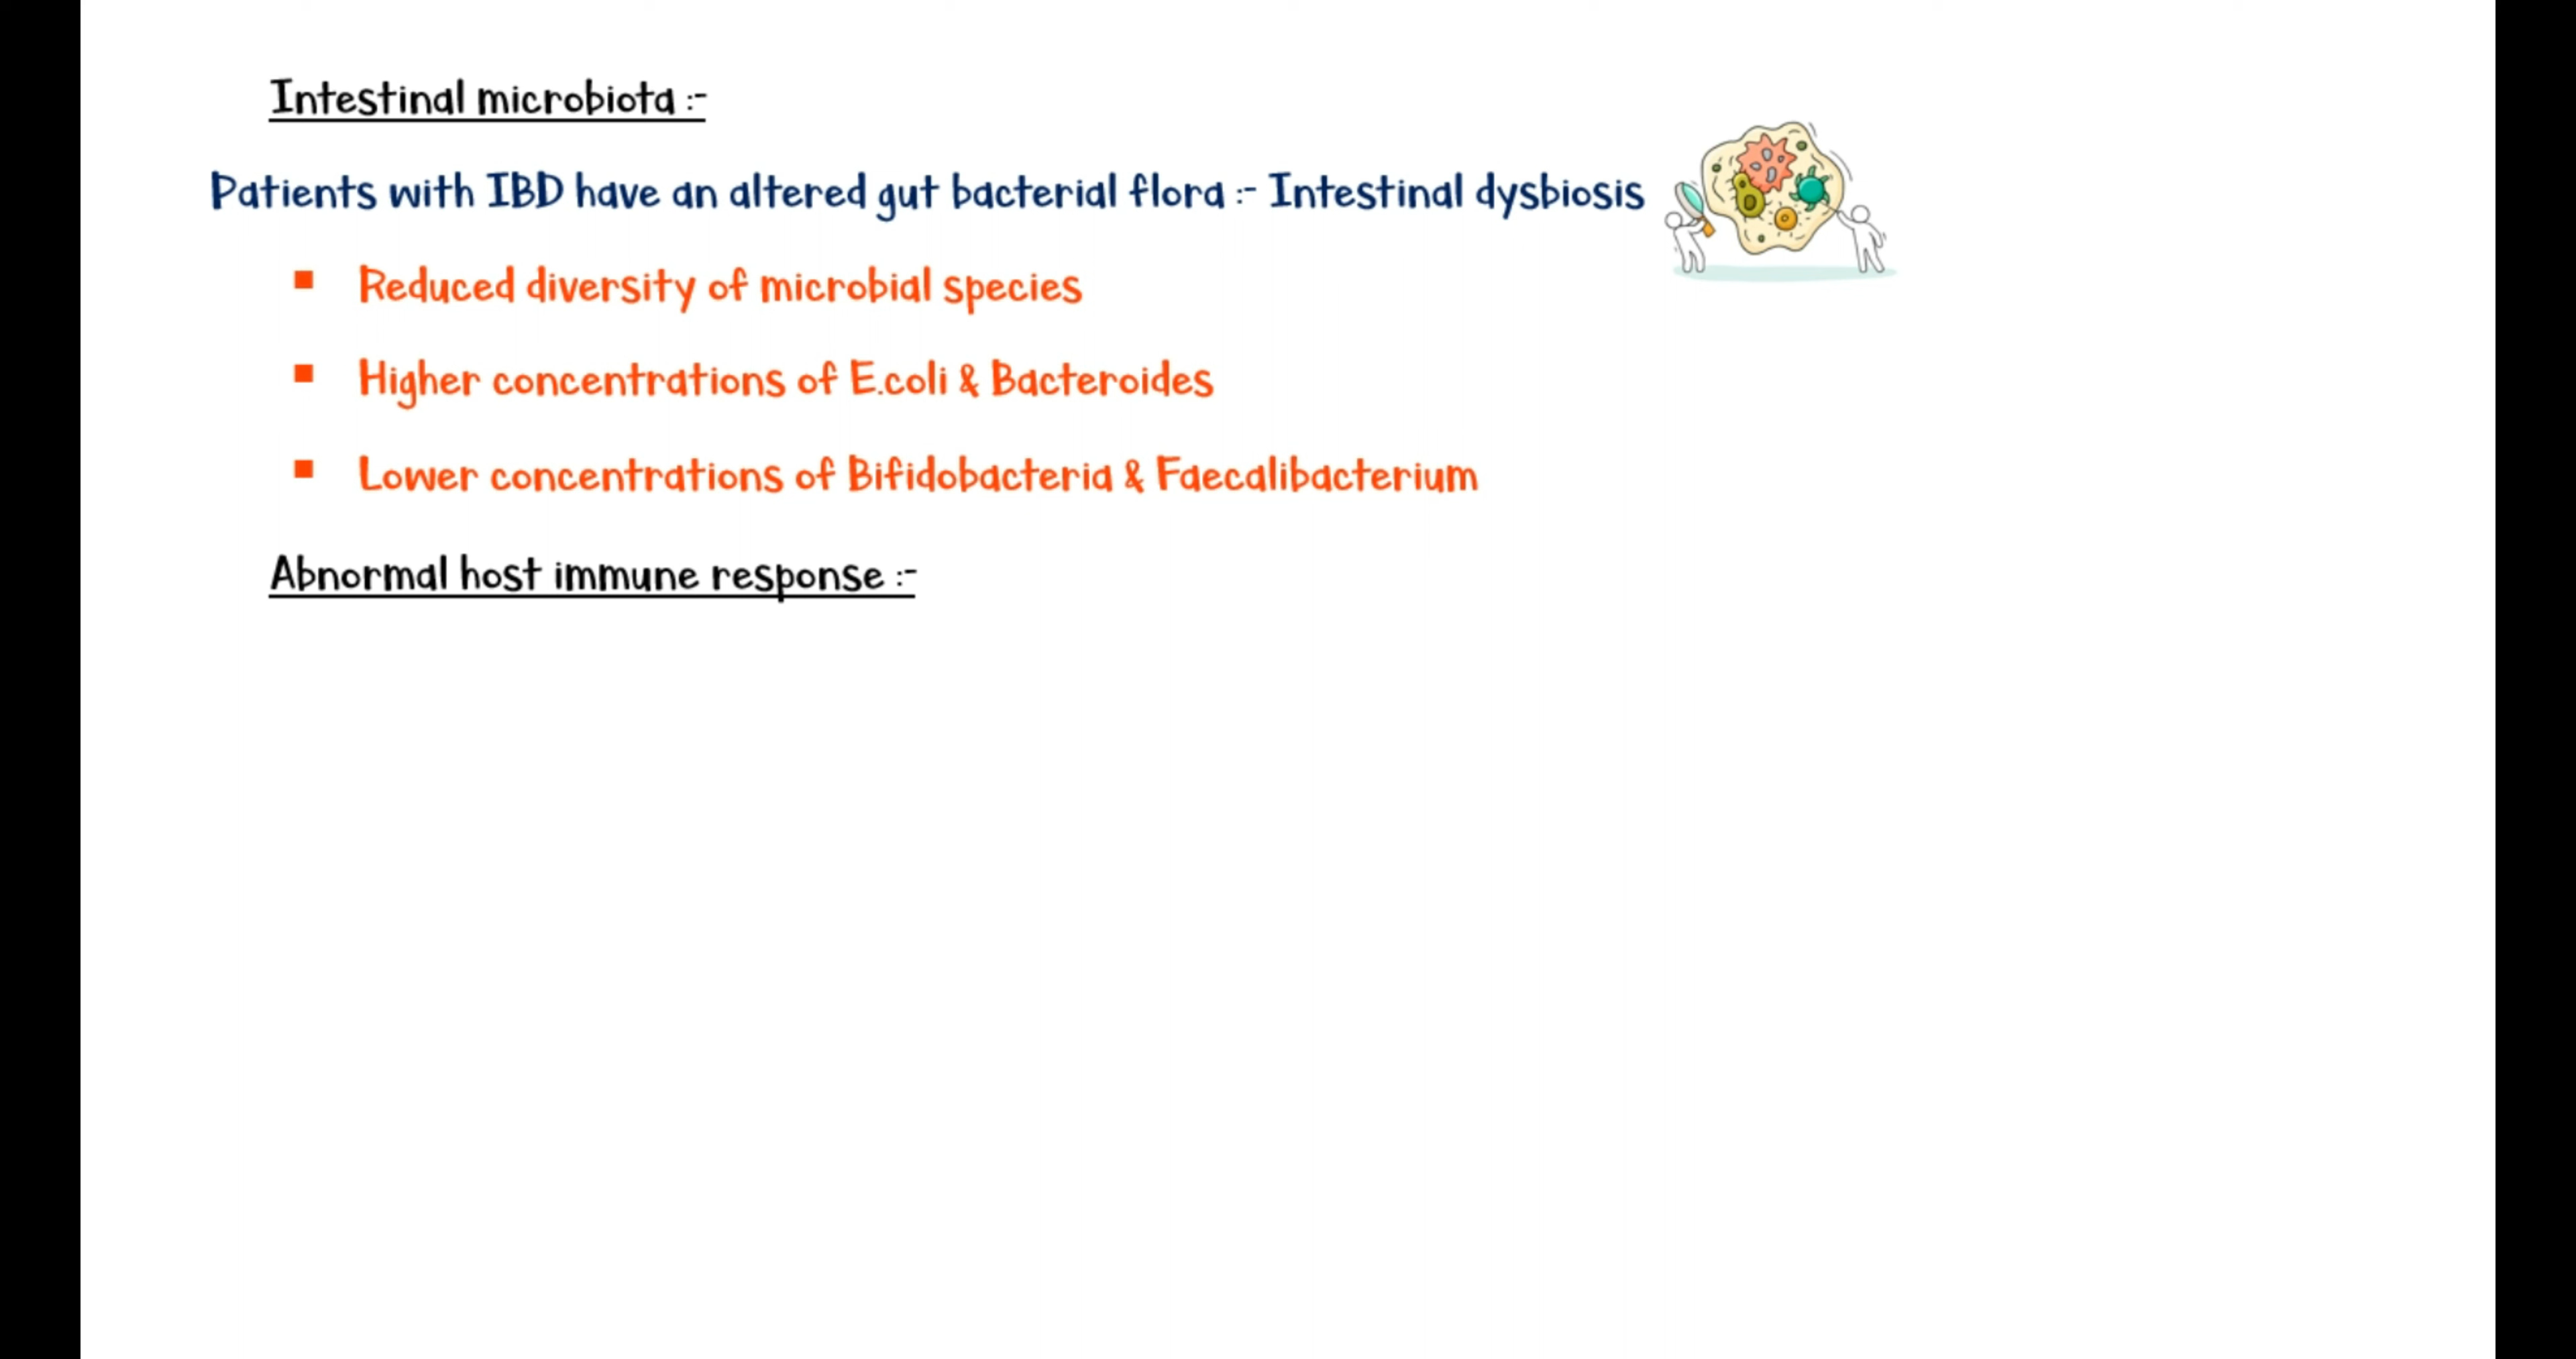 Intestinal microbiota :-
Patients with IBD have an altered gut bacterial flora :- Intestinal dysbiosis
▪ Reduced diversity of microbial species
▪ Higher concentrations of E.coli & Bacteroides
▪ Lower concentrations of Bifidobacteria & Faecalibacterium
Abnormal host immune response :-